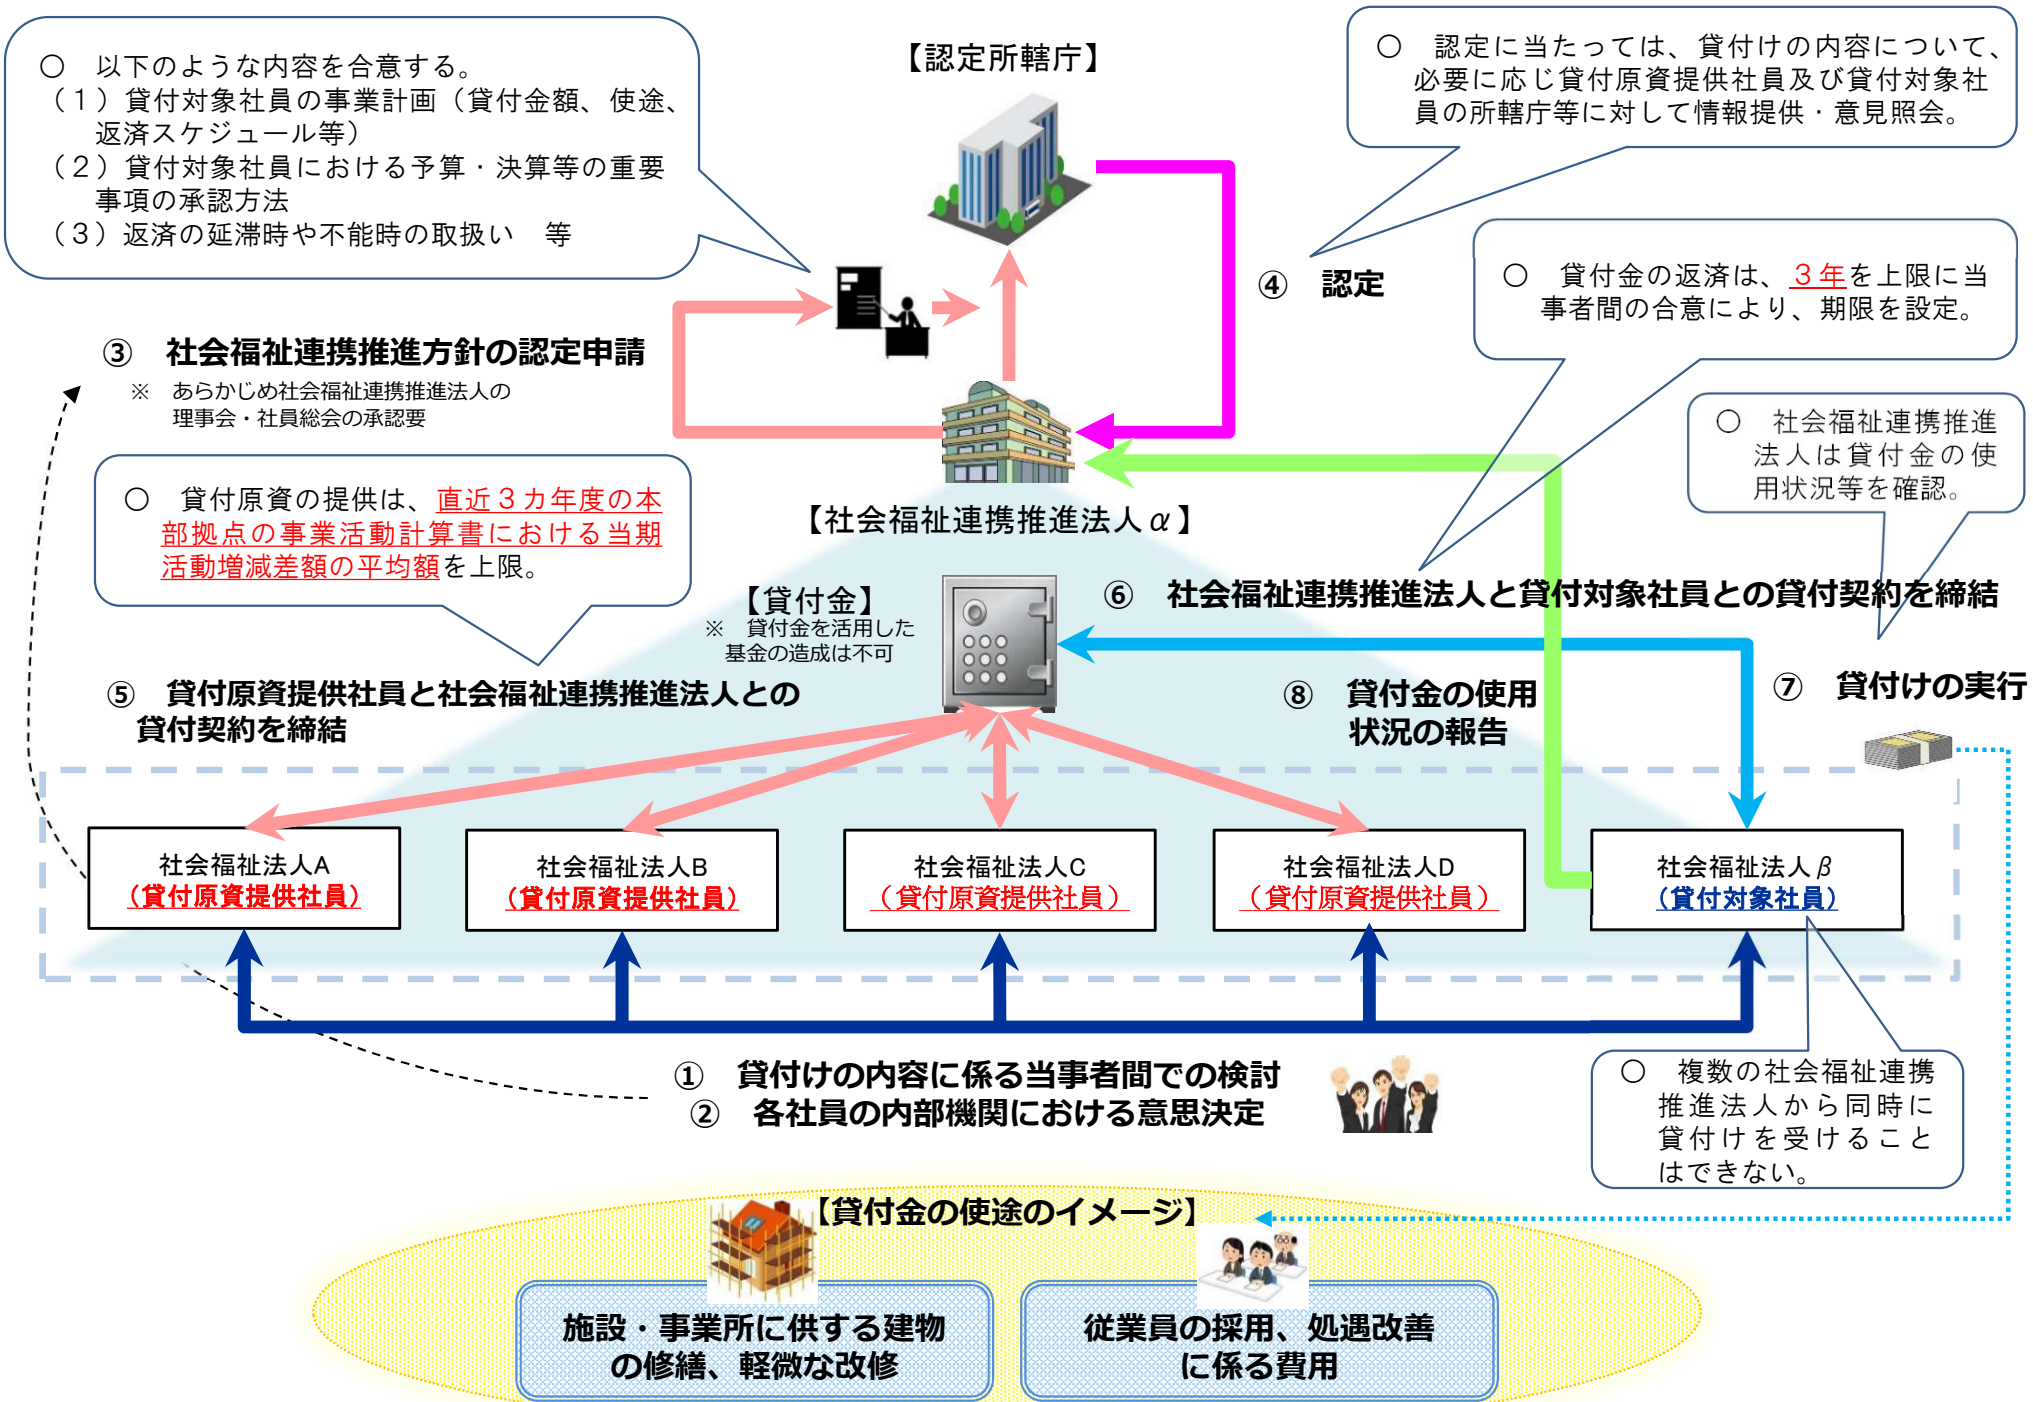 ○　以下のような内容を合意する。
（１）貸付対象社員の事業計画（貸付金額、使途、
返済スケジュール等）
（２）貸付対象社員における予算・決算等の重要
事項の承認方法
（３）返済の延滞時や不能時の取扱い　等
【認定所轄庁】
○　認定に当たっては、貸付けの内容について、
必要に応じ貸付原資提供社員及び貸付対象社
員の所轄庁等に対して情報提供・意見照会。
④　認定
○　貸付金の返済は、３年を上限に当
事者間の合意により、期限を設定。
③　社会福祉連携推進方針の認定申請
※　あらかじめ社会福祉連携推進法人の
理事会・社員総会の承認要
○　社会福祉連携推進
法人は貸付金の使
用状況等を確認。
○　貸付原資の提供は、直近３カ年度の本
部拠点の事業活動計算書における当期
活動増減差額の平均額を上限。
【社会福祉連携推進法人α】
【貸付金】
※　貸付金を活用した
基金の造成は不可
⑥　社会福祉連携推進法人と貸付対象社員との貸付契約を締結
⑤　貸付原資提供社員と社会福祉連携推進法人との
貸付契約を締結
⑧　貸付金の使用
状況の報告
⑦　貸付けの実行
社会福祉法人A
（貸付原資提供社員）
社会福祉法人B
（貸付原資提供社員）
社会福祉法人C
（貸付原資提供社員）
社会福祉法人D
（貸付原資提供社員）
社会福祉法人β
（貸付対象社員）
①　貸付けの内容に係る当事者間での検討
②　各社員の内部機関における意思決定
○　複数の社会福祉連携
推進法人から同時に
貸付けを受けること
はできない。
【貸付金の使途のイメージ】
施設・事業所に供する建物
の修繕、軽微な改修
従業員の採用、処遇改善
に係る費用